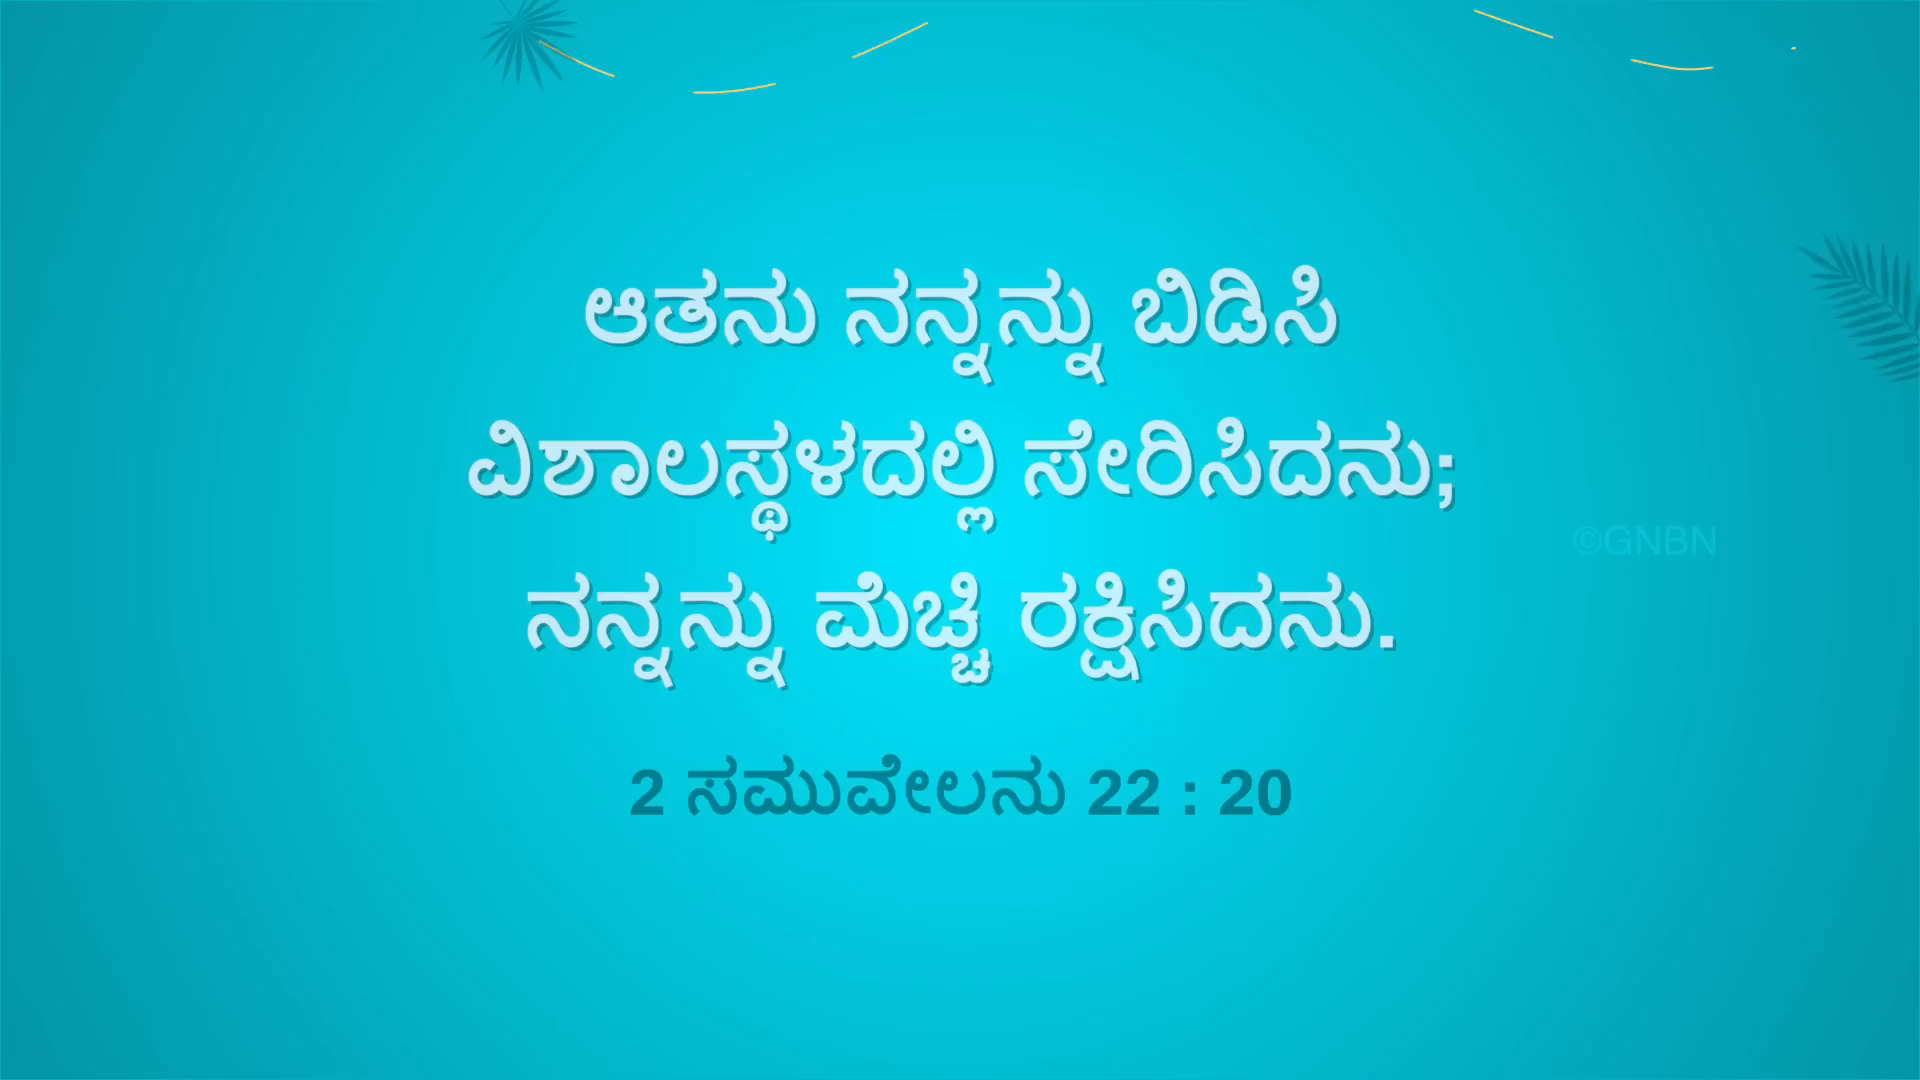 ಆತನು ನನ್ನನ್ನು ಬಿಡಿಸಿ
ವಿಶಾಲಸ್ಥಳದಲ್ಲಿ ಸೇರಿಸಿದನು;
ನನ್ನನ್ನು ಮೆಚ್ಚಿ ರಕ್ಷಿಸಿದನು.
2 ಸಮುವೇಲನು 22 : 20
©GNBN